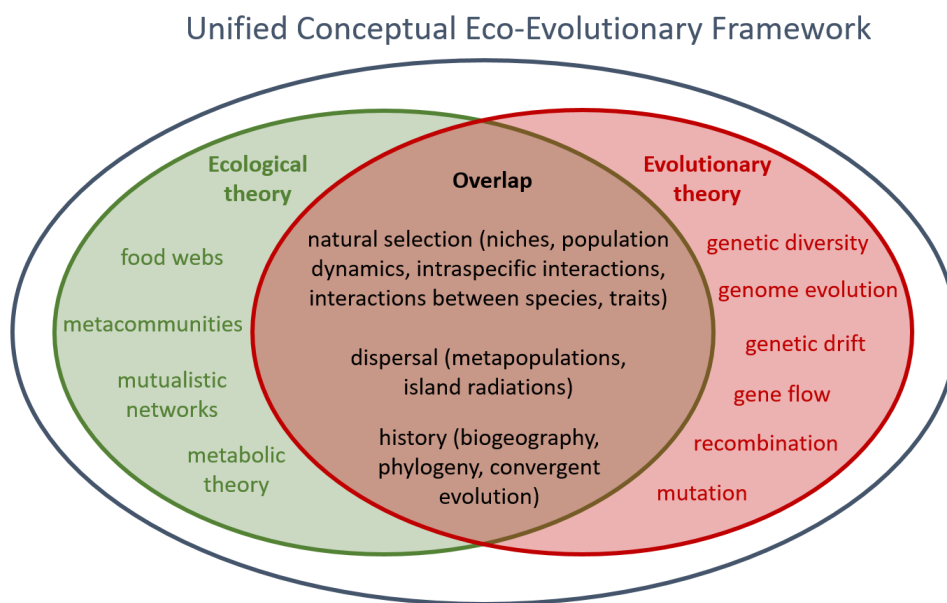 Unified Conceptual Eco-Evolutionary Framework
Ecological
theory
food webs
metacommunities
mutualistic
networks
metabolic
theory
Overlap
natural selection (niches, population
dynamics, intraspecific interactions,
interactions between species, traits)
dispersal (metapopulations,
island radiations)
history (biogeography,
phylogeny, convergent
evolution)
Evolutionary
theory
genetic diversity
genome evolution
genetic drift
gene flow
recombination
mutation